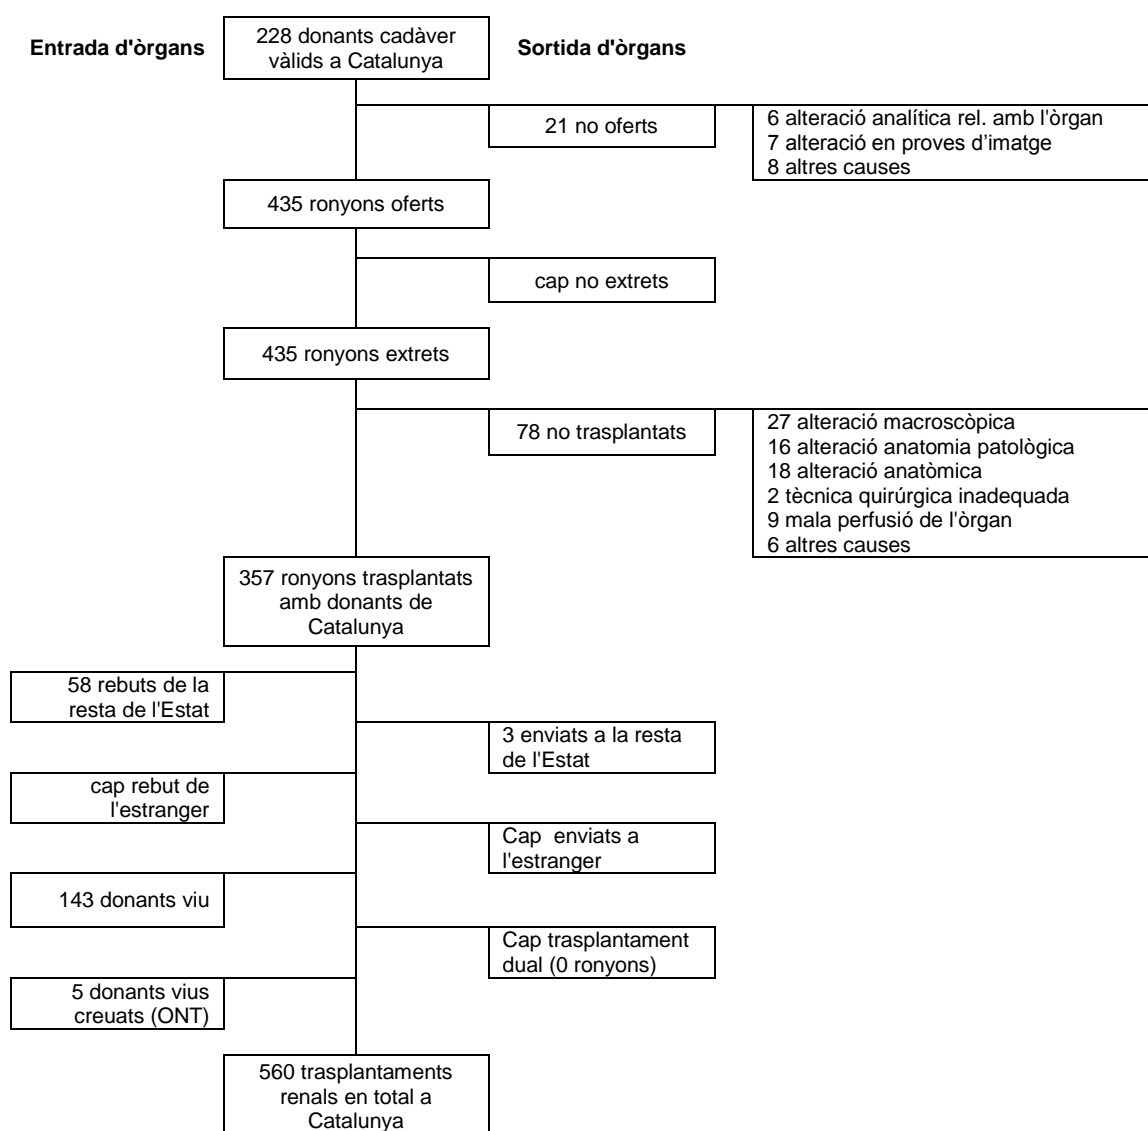 Entrada d'òrgans
228 donants cadàver
vàlids a Catalunya
Sortida d'òrgans
21 no oferts
6 alteració analítica rel. amb l'òrgan
7 alteració en proves d’imatge
8 altres causes
435 ronyons oferts
cap no extrets
435 ronyons extrets
78 no trasplantats
27 alteració macroscòpica
16 alteració anatomia patològica
18 alteració anatòmica
2 tècnica quirúrgica inadequada
9 mala perfusió de l'òrgan
6 altres causes
357 ronyons trasplantats
amb donants de
Catalunya
58 rebuts de la
resta de l'Estat
3 enviats a la resta
de l'Estat
cap rebut de
l'estranger
Cap  enviats a
l'estranger
143 donants viu
Cap trasplantament
dual (0 ronyons)
5 donants vius
creuats (ONT)
560 trasplantaments
renals en total a
Catalunya